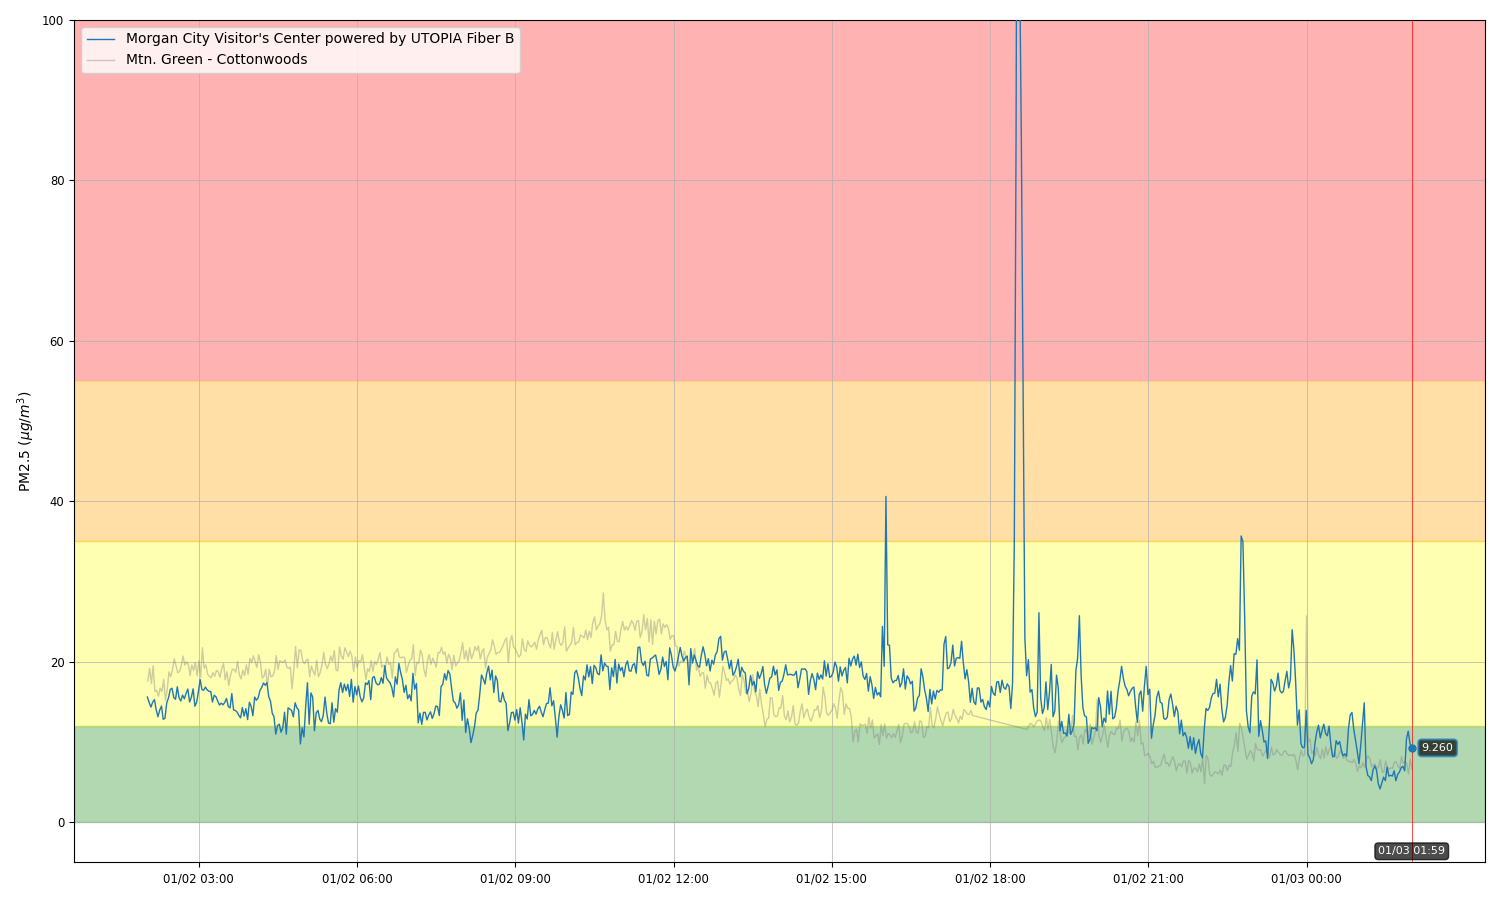 100
Morgan City Visitor's Center powered by UTOPIA Fiber B
Mtn. Green - Cottonwoods
80
60
PM2.5 (μg/m³)
40
20
9.260
0
01/03 01:59
01/02 03:00 01/02 06:00 01/02 09:00 01/02 12:00 01/02 15:00 01/02 18:00 01/02 21:00 01/03 00:00